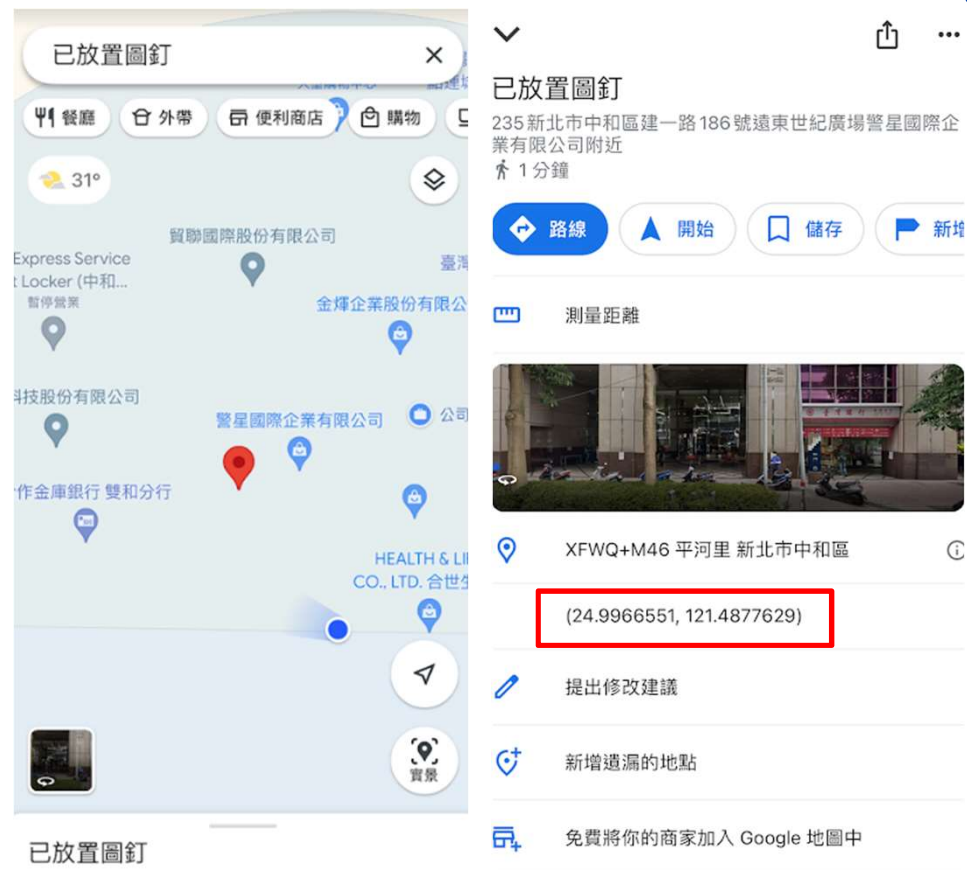 已放置圖釘
餐廳
外帶
便利商店
購物
31°
貿聯國際股份有限公司
Express Service
Locker (中和...
暫停營業
臺灣
金煇企業股份有限公
科技股份有限公司
警星國際企業有限公司
公司
作金庫銀行 雙和分行
HEALTH & LI
CO., LTD. 合世生
實景
已放置圖釘
已放置圖釘
235新北市中和區建一路186號遠東世紀廣場警星國際企
業有限公司附近
1 分鐘
路線
開始
儲存
新增
測量距離
XFWQ+M46 平河里 新北市中和區
(24.9966551, 121.4877629)
提出修改建議
新增遺漏的地點
免費將你的商家加入 Google 地圖中